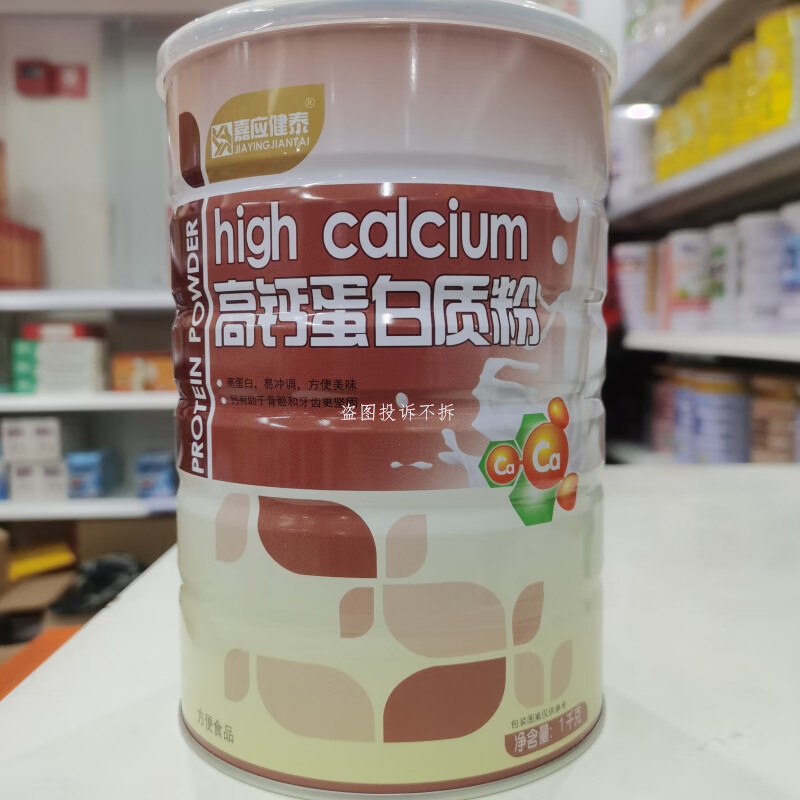 嘉应健泰®
JIAYINGJIANTAI
PROTEIN POWDER
high calcium
高钙蛋白质粉
• 高蛋白，易冲调，方便美味
• 钙有助于骨骼和牙齿更坚固
盗图投诉不拆
Ca
Ca
方便食品
包装图案仅供参考
净含量：1千克